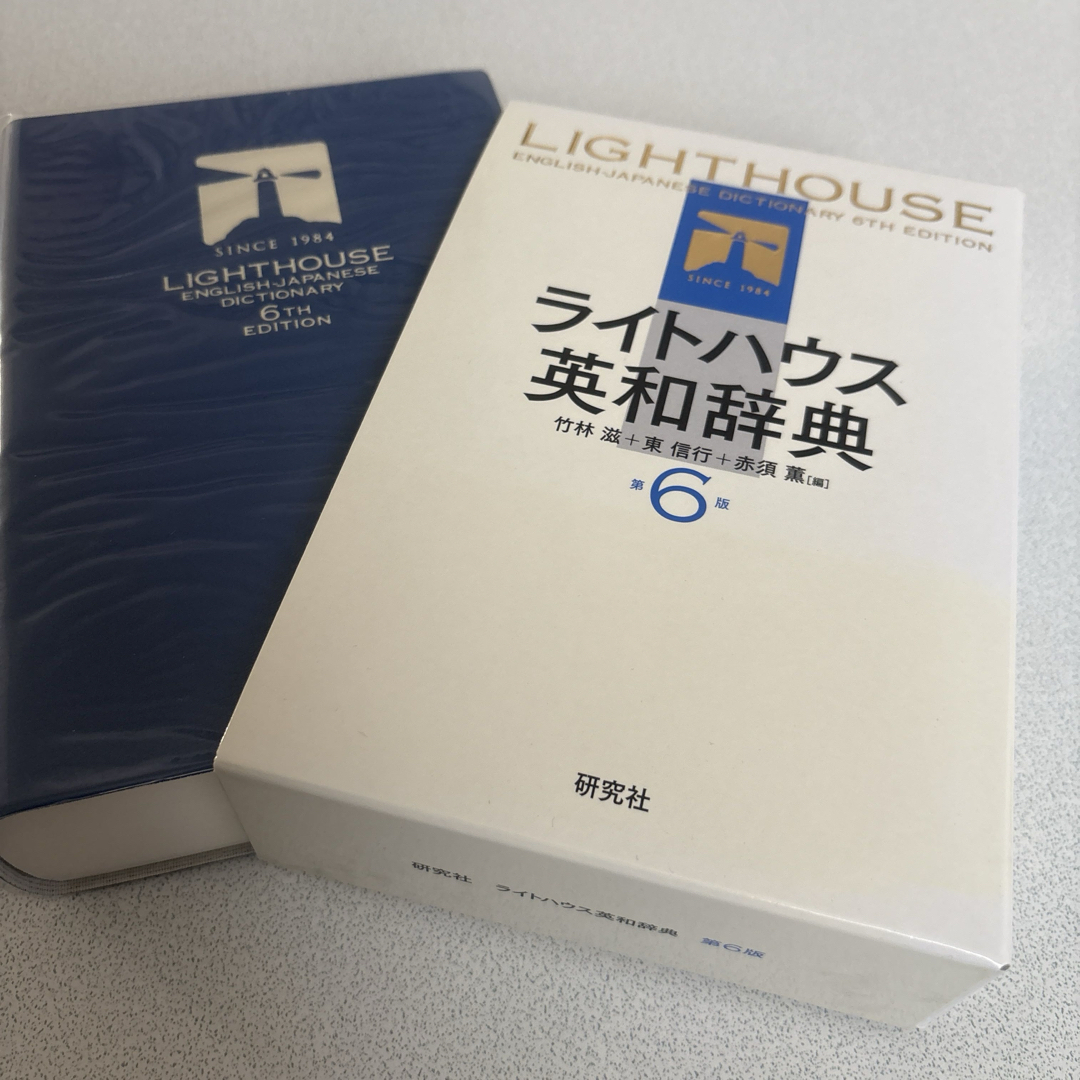 SINCE 1984
LIGHTHOUSE
ENGLISH-JAPANESE
DICTIONARY
6TH
EDITION
LIGHTHOUSE
ENGLISH-JAPANESE DICTIONARY 6TH EDITION
SINCE 1984
ライトハウス
英和辞典
竹林 滋+東 信行+赤須 薫[編]
第6版
研究社
研究社 ライトハウス英和辞典 第6版